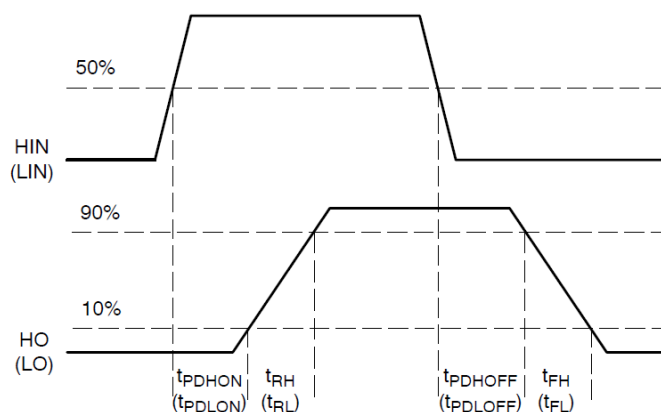 50%
HIN
(LIN)
90%
10%
HO
(LO)
tPDHON tRH tPDHOFF tFH
(tPDLON) (tRL) (tPDLOFF) (tFL)